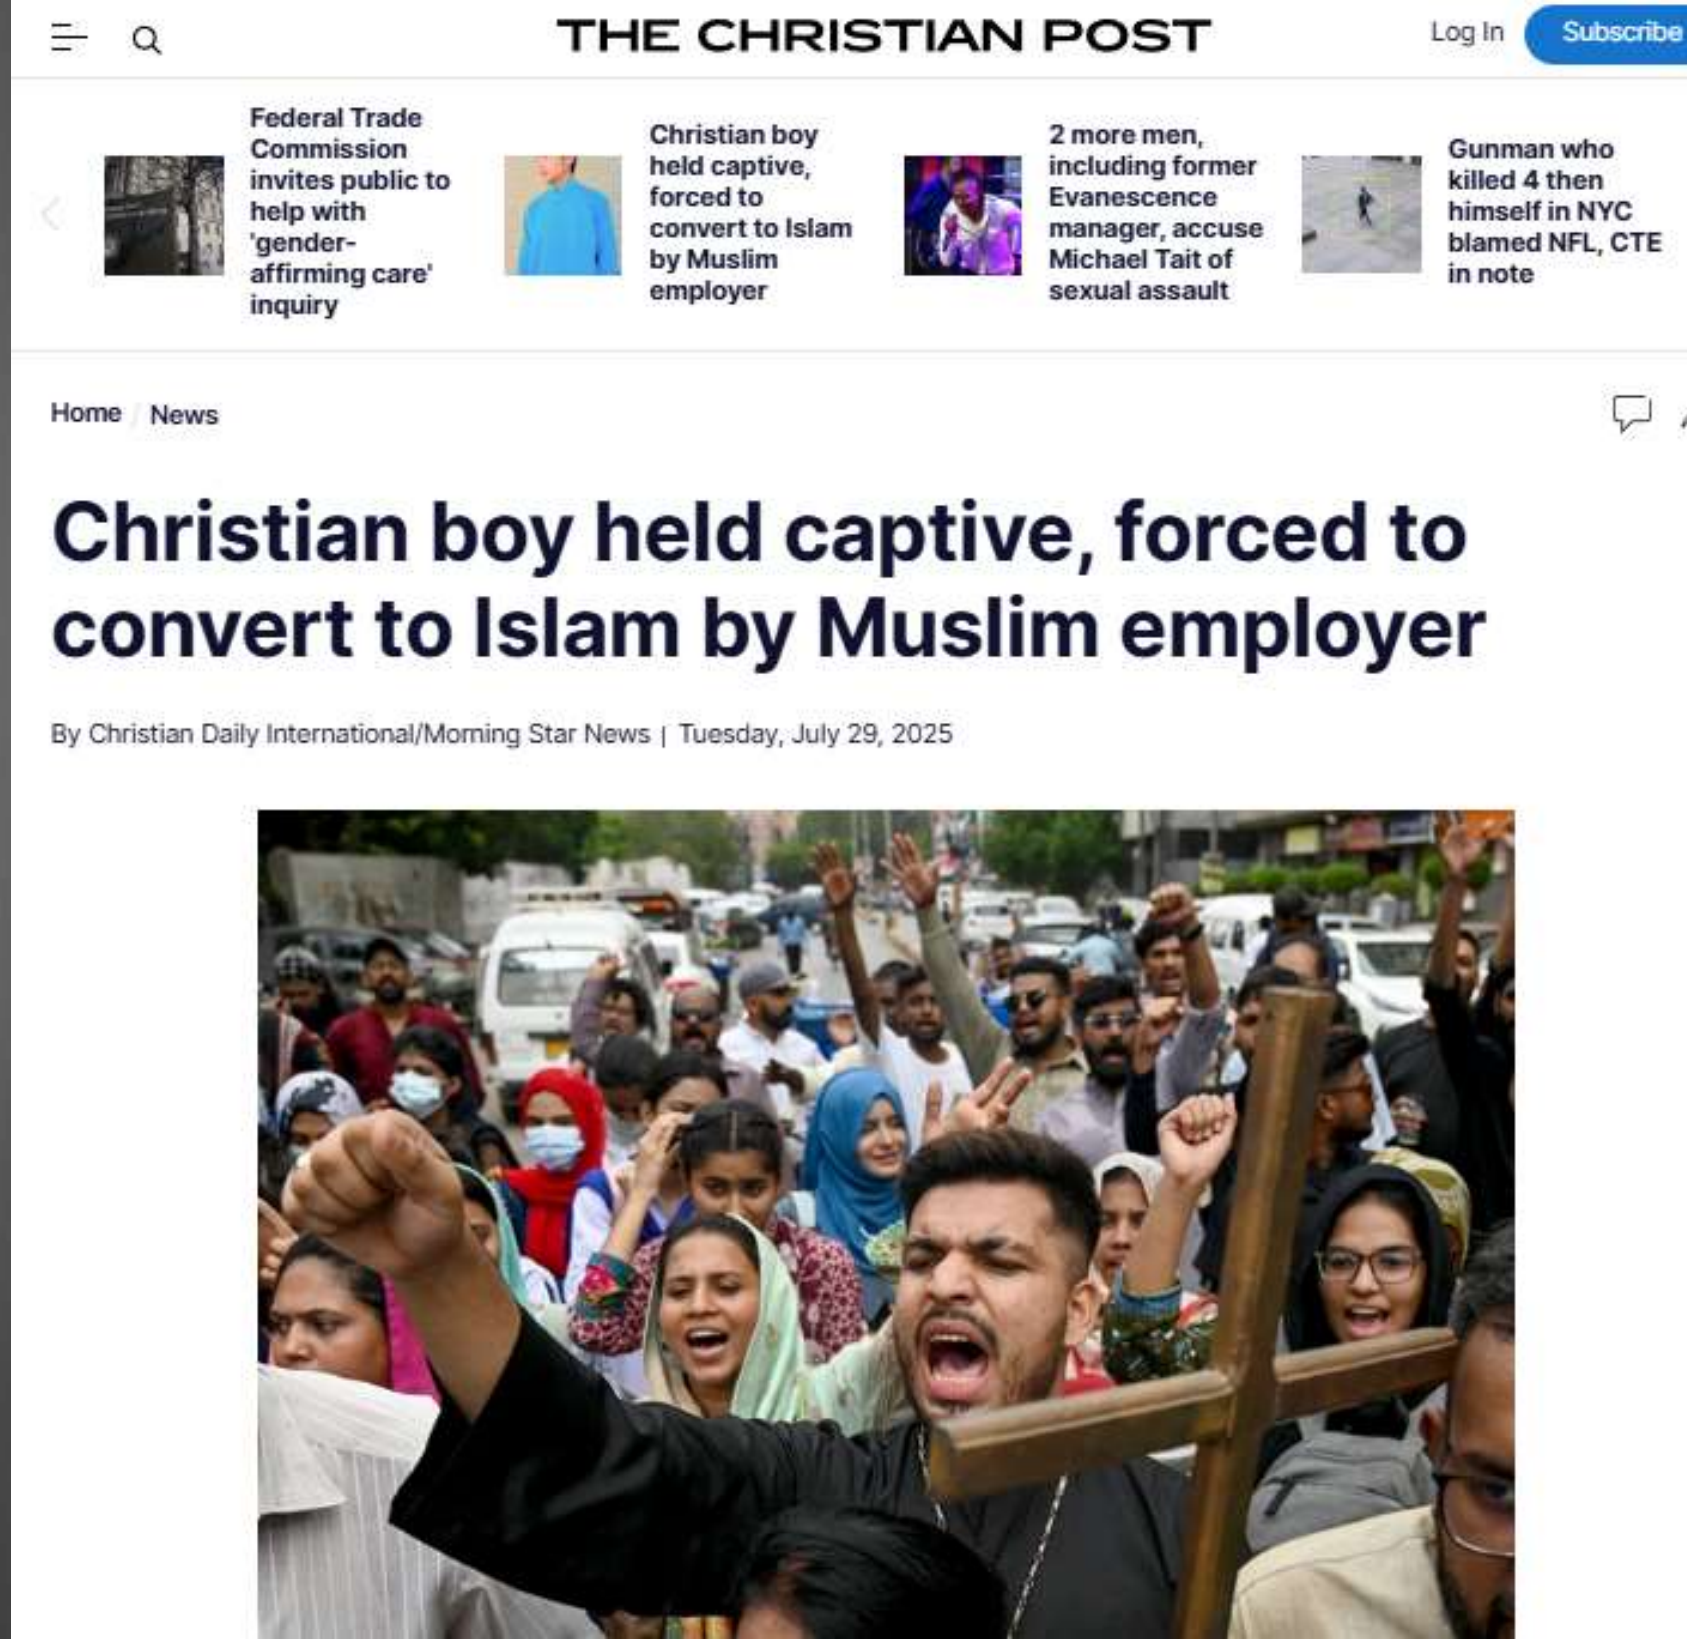 THE CHRISTIAN POST
Log In
Subscribe
Federal Trade
Commission
invites public to
help with
'gender-
affirming care'
inquiry
Christian boy
held captive,
forced to
convert to Islam
by Muslim
employer
2 more men,
including former
Evanescence
manager, accuse
Michael Tait of
sexual assault
Gunman who
killed 4 then
himself in NYC
blamed NFL, CTE
in note
Home / News
Christian boy held captive, forced to
convert to Islam by Muslim employer
By Christian Daily International/Morning Star News | Tuesday, July 29, 2025